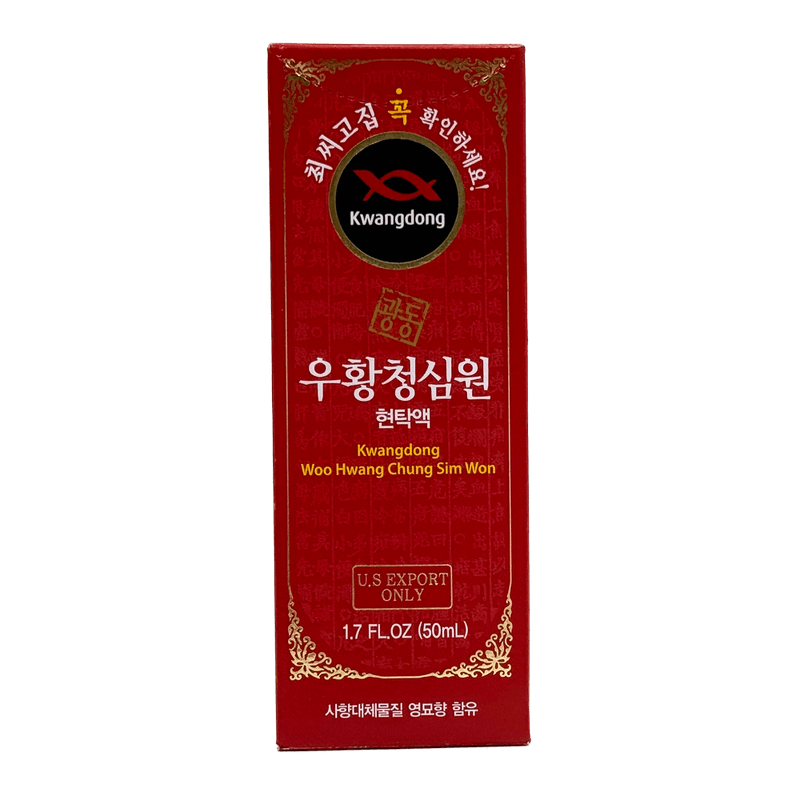 최씨고집 꼭 확인하세요!
Kwangdong
광동
우황청심원
현탁액
Kwangdong
Woo Hwang Chung Sim Won
U.S EXPORT
ONLY
1.7 FL.OZ (50mL)
사향대체물질 영묘향 함유